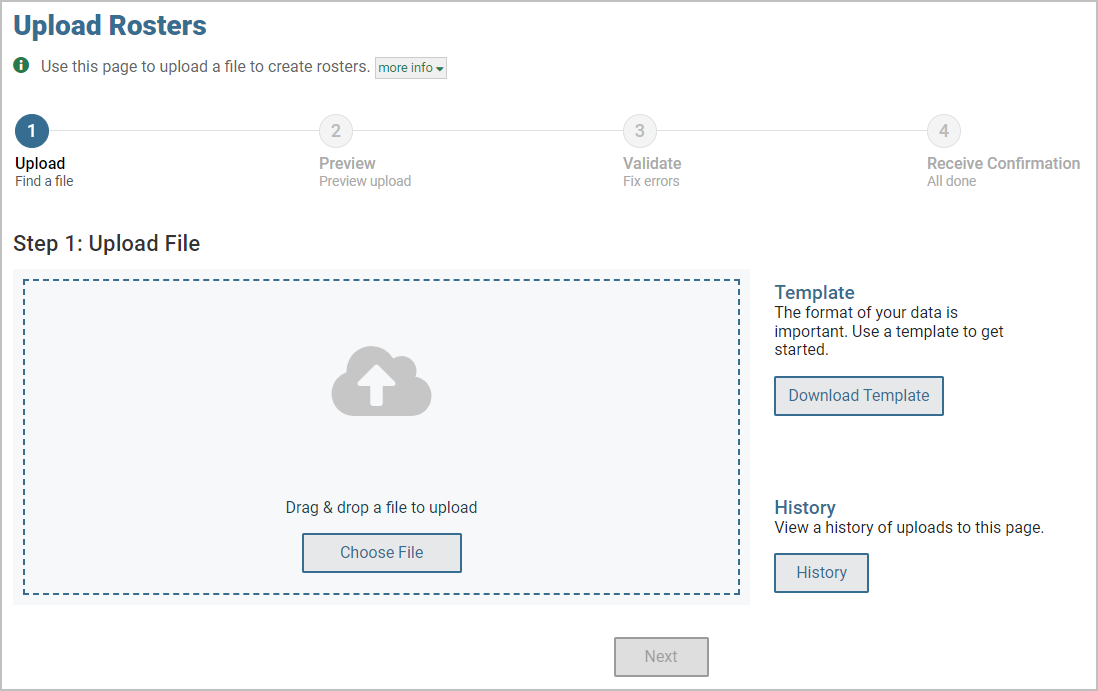 Upload Rosters
Use this page to upload a file to create rosters. more info
1
2
3
4
Upload
Preview
Validate
Receive Confirmation
Find a file
Preview upload
Fix errors
All done
Step 1: Upload File
Template
The format of your data is
important. Use a template to get
started.
Download Template
Drag & drop a file to upload
Choose File
History
View a history of uploads to this page.
History
Next